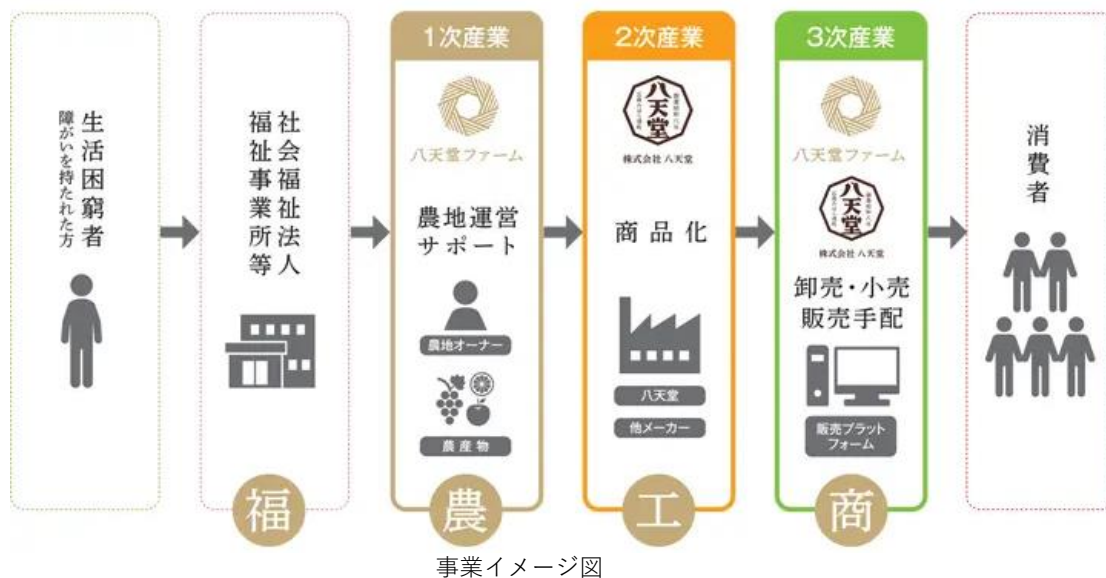 生活困窮者
障がいを持たれた方
社会福祉法人
福祉事業所等
福
1次産業
八天堂ファーム
農地運営
サポート
農地オーナー
農産物
農
2次産業
八天堂
株式会社 八天堂
商品化
八天堂
他メーカー
工
3次産業
八天堂ファーム
八天堂
株式会社 八天堂
卸売・小売
販売手配
販売プラット
フォーム
商
消費者
事業イメージ図